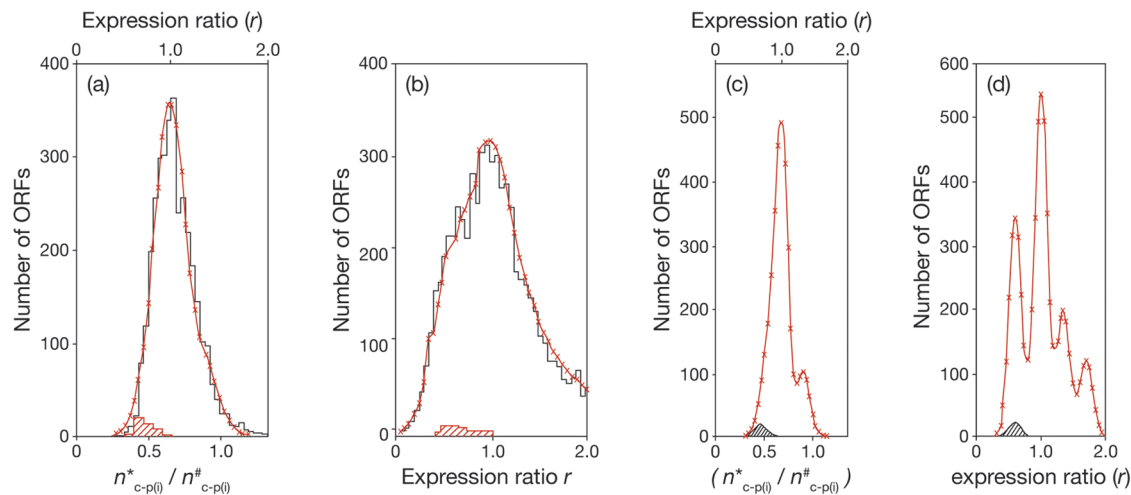 Expression ratio (r)
0 1.0 2.0
(a)
Number of ORFs
400
300
200
100
0
0.5 1.0
n*c-p(i) / n#c-p(i)
(b)
Number of ORFs
400
300
200
100
0
0 1.0 2.0
Expression ratio r
Expression ratio (r)
0 1.0 2.0
(c)
Number of ORFs
500
400
300
200
100
0
0 0.5 1.0
( n*c-p(i) / n#c-p(i) )
(d)
Number of ORFs
600
500
400
300
200
100
0
0 1.0 2.0
expression ratio (r)